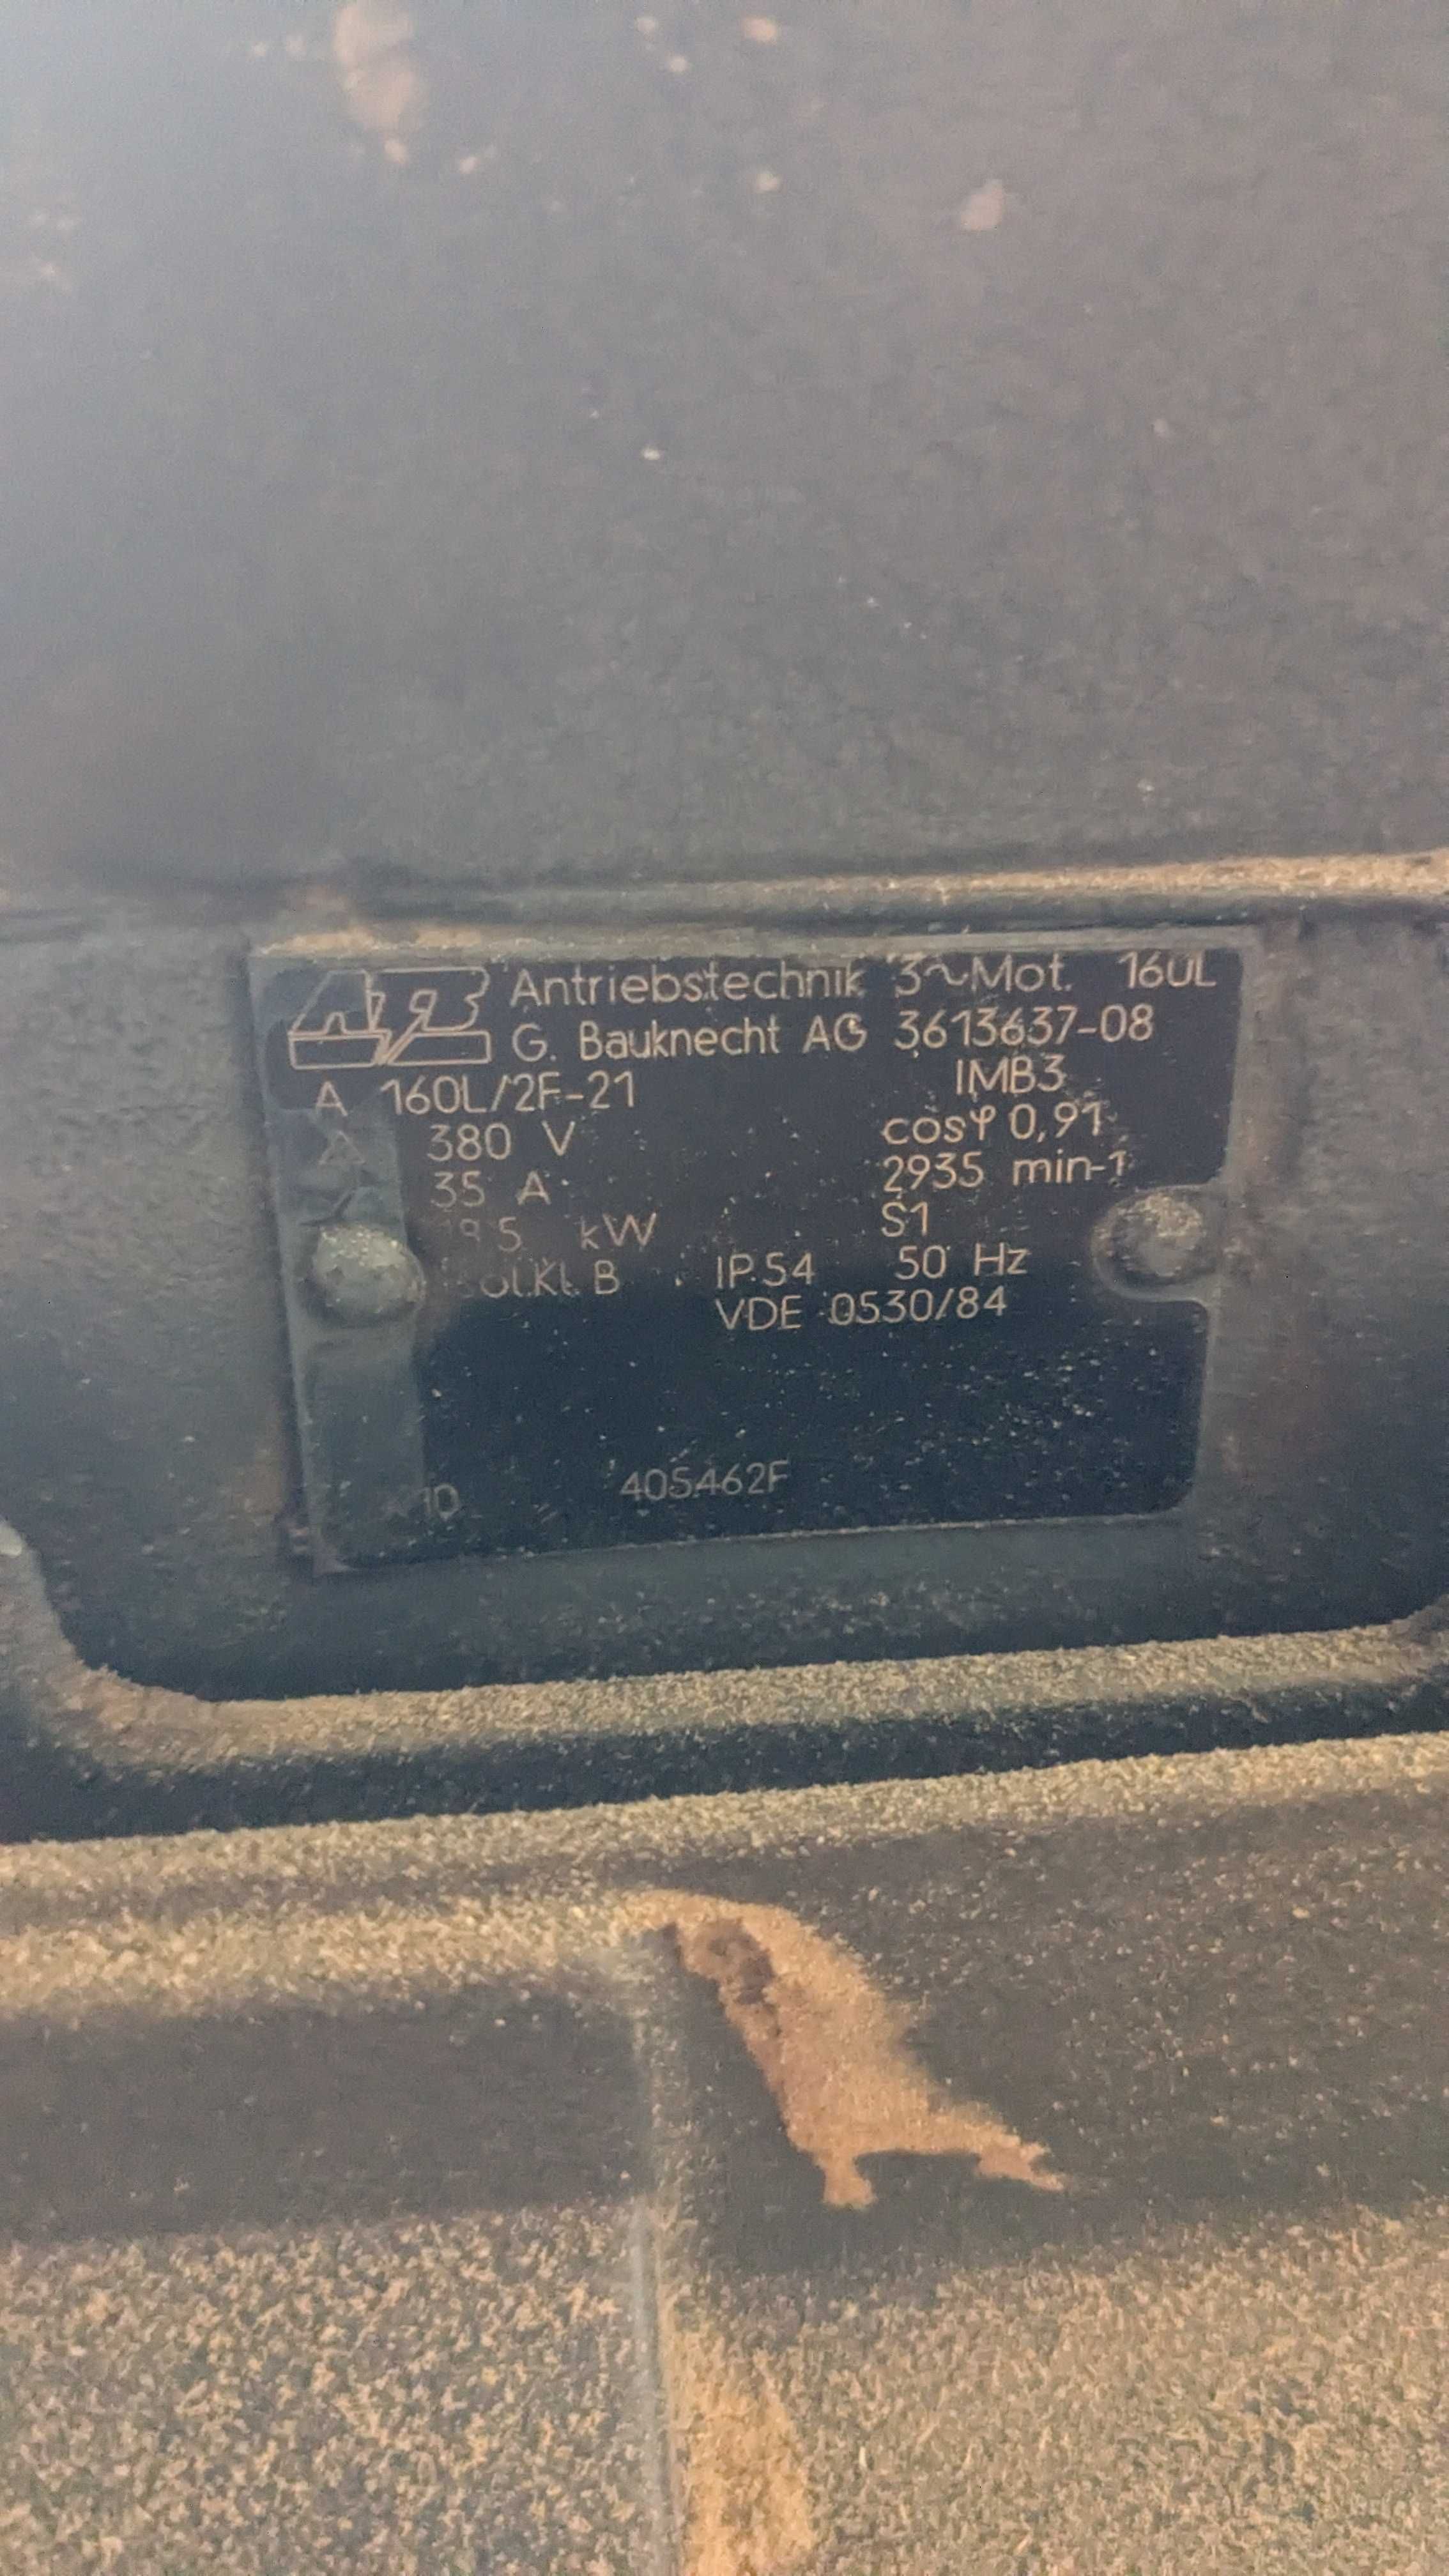 Antriebstechnik 3~Mot. 160L
G. Bauknecht AG 3613637-08
A 160L/2F-21 IMB3
△ 380 V cosφ 0,91
35 A 2935 min-1
kW S1
B IP 54 50 Hz
VDE 0530/84
405462F